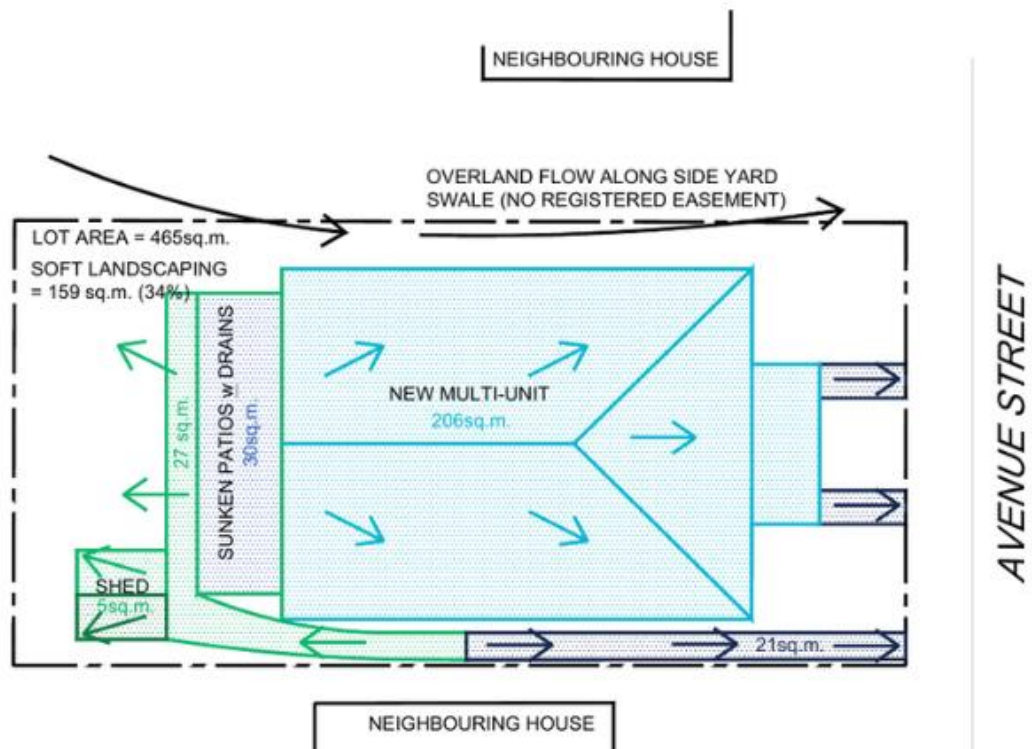 NEIGHBOURING HOUSE
OVERLAND FLOW ALONG SIDE YARD
SWALE (NO REGISTERED EASEMENT)
LOT AREA = 465sq.m.
SOFT LANDSCAPING
= 159 sq.m. (34%)
27 sq.m.
SUNKEN PATIOS w DRAINS
30sq.m.
NEW MULTI-UNIT
206sq.m.
AVENUE STREET
SHED
5sq.m.
21sq.m.
NEIGHBOURING HOUSE